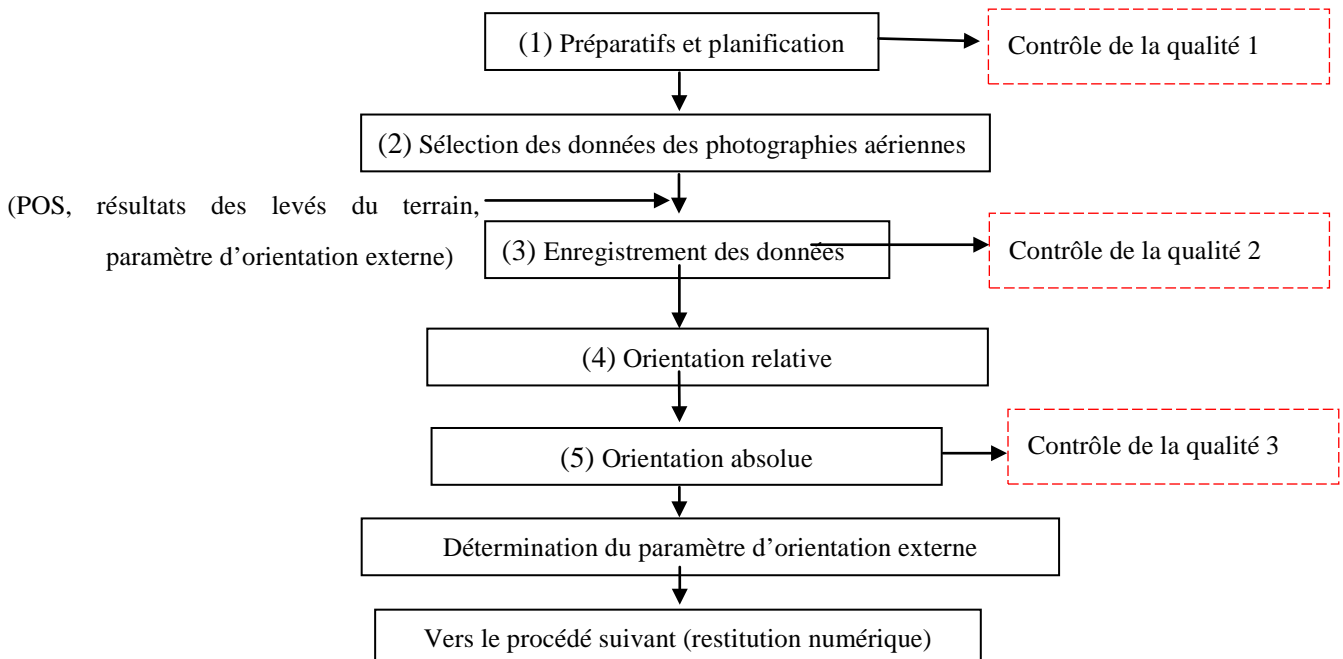 (1) Préparatifs et planification
Contrôle de la qualité 1
(2) Sélection des données des photographies aériennes
(POS, résultats des levés du terrain,
paramètre d’orientation externe)
(3) Enregistrement des données
Contrôle de la qualité 2
(4) Orientation relative
(5) Orientation absolue
Contrôle de la qualité 3
Détermination du paramètre d’orientation externe
Vers le procédé suivant (restitution numérique)